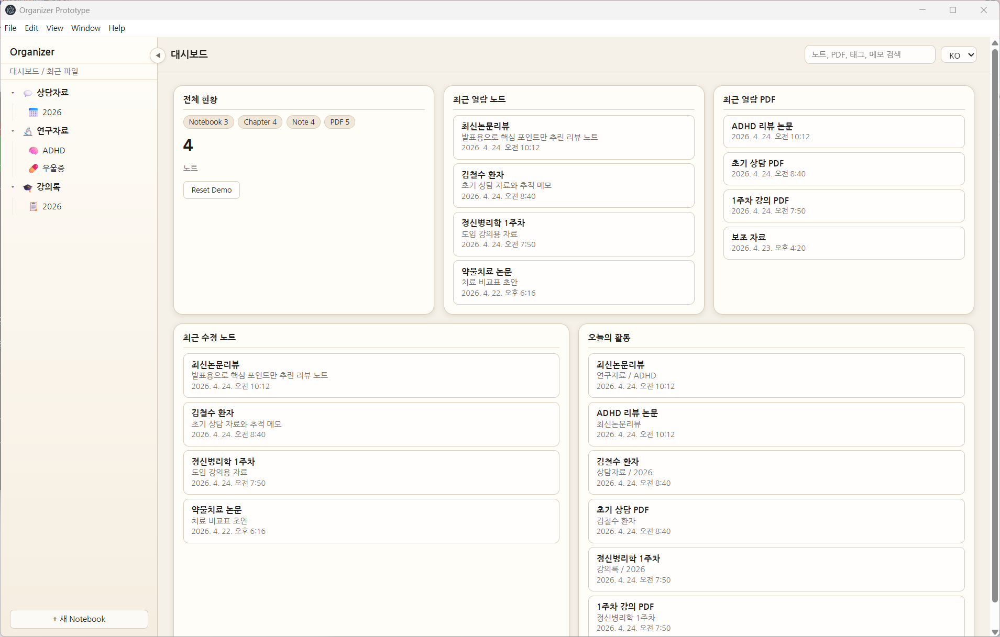 Organizer Prototype
File Edit View Window Help
Organizer
대시보드 / 최근 파일
상담자료
2026
연구자료
ADHD
우울증
강의록
2026
+ 새 Notebook
대시보드
노트, PDF, 태그, 메모 검색
KO
전체 현황
Notebook 3 Chapter 4 Note 4 PDF 5
4
노트
Reset Demo
최근 열람 노트
최신논문리뷰
발표용으로 핵심 포인트만 추린 리뷰 노트
2026. 4. 24. 오전 10:12
김철수 환자
초기 상담 자료와 추적 메모
2026. 4. 24. 오전 8:40
정신병리학 1주차
도입 강의용 자료
2026. 4. 24. 오전 7:50
약물치료 논문
치료 비교표 초안
2026. 4. 22. 오후 6:16
최근 열람 PDF
ADHD 리뷰 논문
2026. 4. 24. 오전 10:12
초기 상담 PDF
2026. 4. 24. 오전 8:40
1주차 강의 PDF
2026. 4. 24. 오전 7:50
보조 자료
2026. 4. 23. 오후 4:20
최근 수정 노트
최신논문리뷰
발표용으로 핵심 포인트만 추린 리뷰 노트
2026. 4. 24. 오전 10:12
김철수 환자
초기 상담 자료와 추적 메모
2026. 4. 24. 오전 8:40
정신병리학 1주차
도입 강의용 자료
2026. 4. 24. 오전 7:50
약물치료 논문
치료 비교표 초안
2026. 4. 22. 오후 6:16
오늘의 활동
최신논문리뷰
연구자료 / ADHD
2026. 4. 24. 오전 10:12
ADHD 리뷰 논문
최신논문리뷰
2026. 4. 24. 오전 10:12
김철수 환자
상담자료 / 2026
2026. 4. 24. 오전 8:40
초기 상담 PDF
김철수 환자
2026. 4. 24. 오전 8:40
정신병리학 1주차
강의록 / 2026
2026. 4. 24. 오전 7:50
1주차 강의 PDF
정신병리학 1주차
2026. 4. 24. 오전 7:50